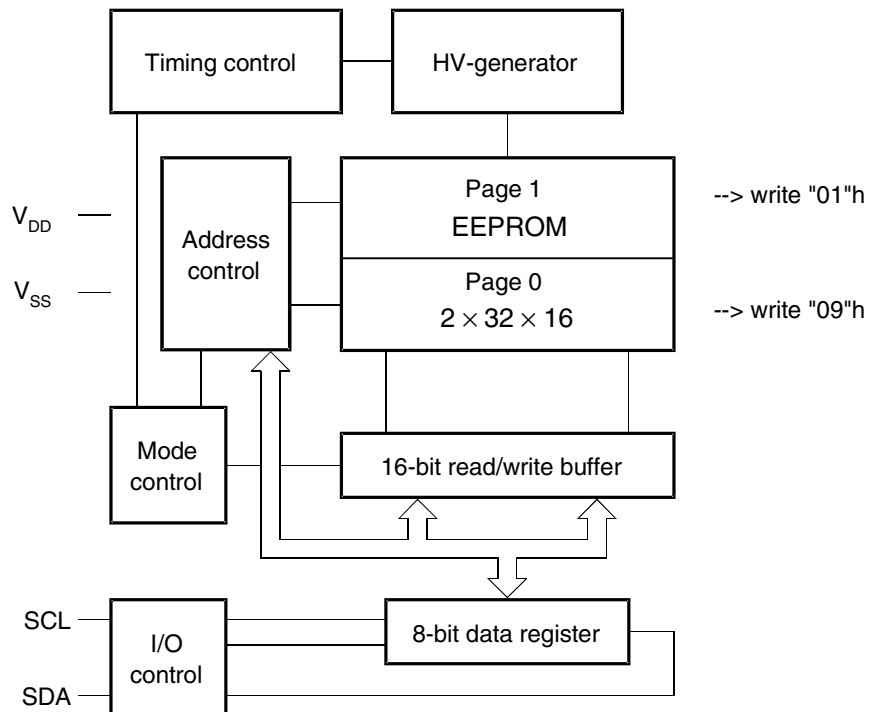 Timing control
HV-generator
Page 1
EEPROM
--> write "01"h
V_DD
Address
control
Page 0
2 × 32 × 16
V_SS
--> write "09"h
Mode
control
16-bit read/write buffer
SCL
I/O
control
8-bit data register
SDA